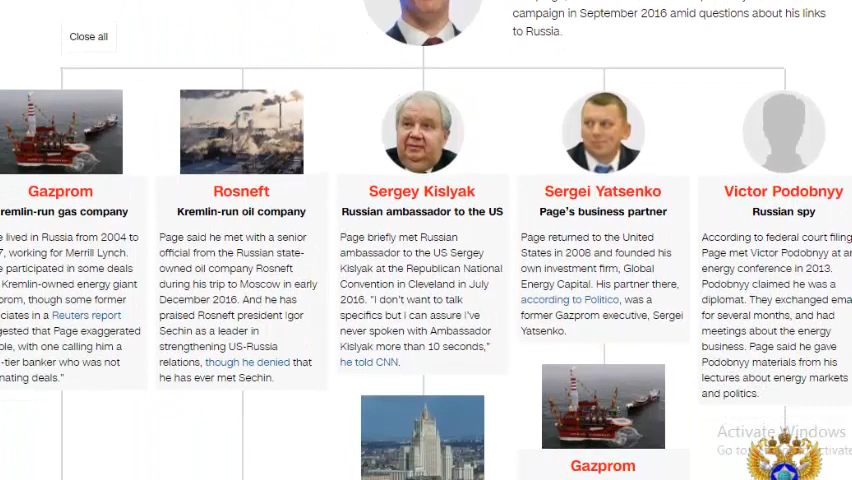 campaign in September 2016 amid questions about his links
to Russia.
Close all
Gazprom
remlin-run gas company
e lived in Russia from 2004 to
7, working for Merrill Lynch.
e participated in some deals
Kremlin-owned energy giant
prom, though some former
ciates in a Reuters report
gested that Page exaggerated
ole, with one calling him a
-tier banker who was not
nating deals."
Rosneft
Kremlin-run oil company
Page said he met with a senior
official from the Russian state-
owned oil company Rosneft
during his trip to Moscow in early
December 2016. And he has
praised Rosneft president Igor
Sechin as a leader in
strengthening US-Russia
relations, though he denied that
he has ever met Sechin.
Sergey Kislyak
Russian ambassador to the US
Page briefly met Russian
ambassador to the US Sergey
Kislyak at the Republican National
Convention in Cleveland in July
2016. "I don't want to talk
specifics but I can assure I've
never spoken with Ambassador
Kislyak more than 10 seconds,"
he told CNN.
Sergei Yatsenko
Page's business partner
Page returned to the United
States in 2008 and founded his
own investment firm, Global
Energy Capital. His partner there,
according to Politico, was a
former Gazprom executive, Sergei
Yatsenko.
Gazprom
Victor Podobnyy
Russian spy
According to federal court filing
Page met Victor Podobnyy at an
energy conference in 2013.
Podobnyy claimed he was a
diplomat. They exchanged ema
for several months, and had
meetings about the energy
business. Page said he gave
Podobnyy materials from his
lectures about energy markets
and politics.
Activate Windows
Go to